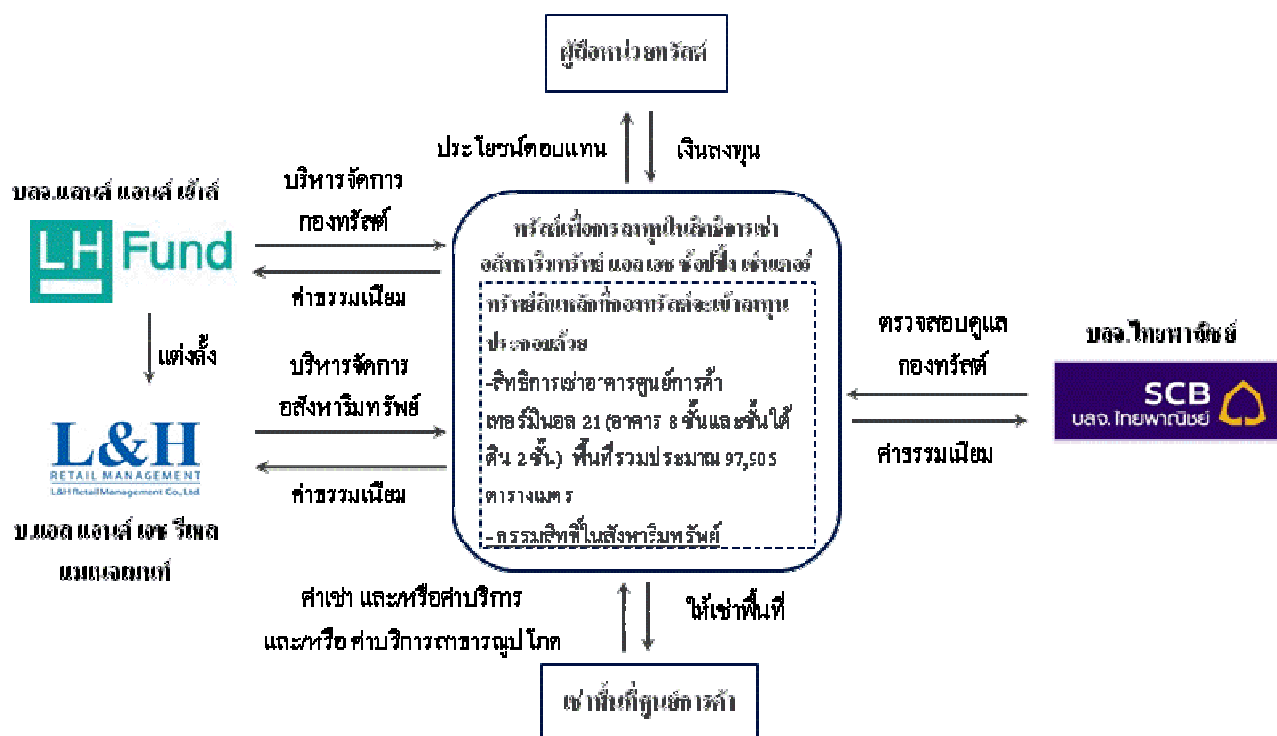 ผู้ถือหน่วยทรัสต์
ประโยชน์ตอบแทน
เงินลงทุน
บลจ.แลนด์ แอนด์ เฮ้าส์
LH Fund
บริหารจัดการ
กองทรัสต์
ค่าธรรมเนียม
แต่งตั้ง
บริหารจัดการ
อสังหาริมทรัพย์
L&H
RETAIL MANAGEMENT
L&H Retail Management Co., Ltd
ค่าธรรมเนียม
บ.แอล แอนด์ เอช รีเทล
แมเนจเมนท์
ทรัสต์เพื่อการลงทุนในสิทธิการเช่า
อสังหาริมทรัพย์ แอล เอช ช้อปปิ้ง เซ็นเตอร์
ทรัพย์สินหลักที่กองทรัสต์จะเข้าลงทุน
ประกอบด้วย
-สิทธิการเช่าอาคารศูนย์การค้า
เทอร์มินอล 21 (อาคาร 8 ชั้นและชั้นใต้
ดิน 2 ชั้น) พื้นที่รวมประมาณ 97,905
ตารางเมตร
-กรรมสิทธิ์ในสังหาริมทรัพย์
ตรวจสอบดูแล
กองทรัสต์
ค่าธรรมเนียม
บลจ.ไทยพาณิชย์
SCB
บลจ. ไทยพาณิชย์
ค่าเช่า และ/หรือค่าบริการ
และ/หรือ ค่าบริการสาธารณูปโภค
ให้เช่าพื้นที่
เช่าพื้นที่ศูนย์การค้า